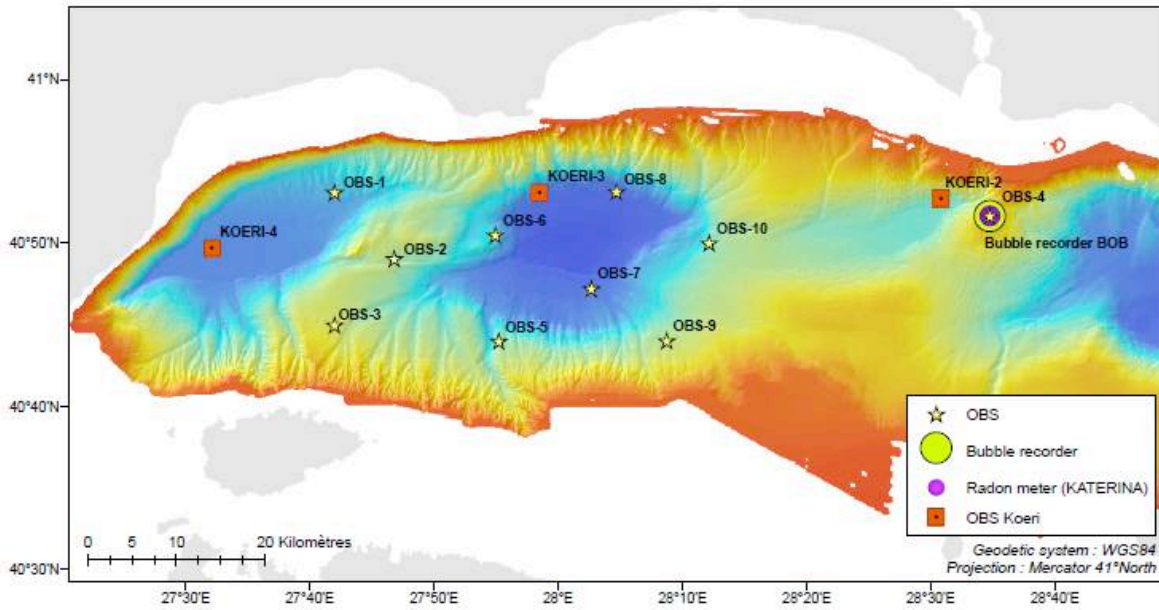 41°N
40°50'N
40°40'N
40°30'N
OBS-1
KOERI-3
OBS-8
KOERI-2
OBS-4
KOERI-4
OBS-6
OBS-10
Bubble recorder BOB
OBS-2
OBS-7
OBS-3
OBS-5
OBS-9
OBS
Bubble recorder
Radon meter (KATERINA)
OBS Koeri
0 5 10 20 Kilomètres
Geodetic system : WGS84
Projection : Mercator 41°North
27°30'E 27°40'E 27°50'E 28°E 28°10'E 28°20'E 28°30'E 28°40'E